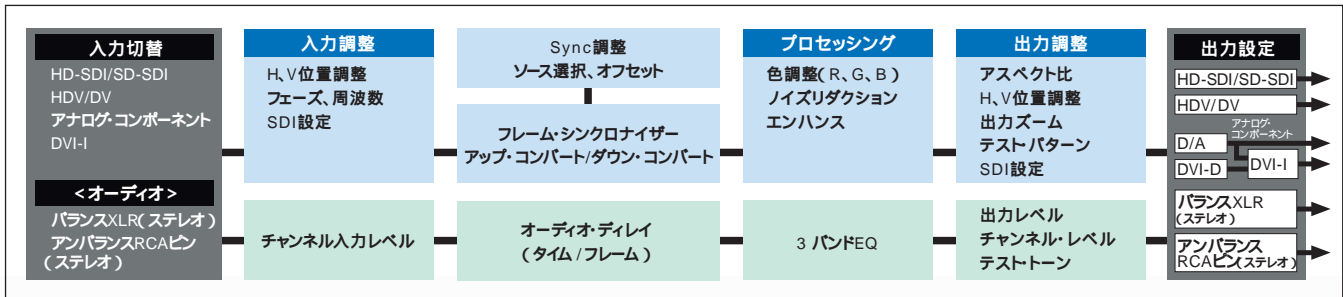 入力切替
HD-SDI/SD-SDI
HDV/DV
アナログ・コンポーネント
DVI-I
<オーディオ>
バランスXLR(ステレオ)
アンバランスRCAピン
(ステレオ)
入力調整
H、V位置調整
フェーズ、周波数
SDI設定
チャンネル入力レベル
Sync調整
ソース選択、オフセット
フレーム・シンクロナイザー
アップ・コンバート/ダウン・コンバート
オーディオ・ディレイ
(タイム/フレーム)
プロセッシング
色調整(R、G、B)
ノイズリダクション
エンハンス
3 バンドEQ
出力調整
アスペクト比
H、V位置調整
出力ズーム
テスト・パターン
SDI設定
出力レベル
チャンネル・レベル
テスト・トーン
出力設定
HD-SDI/SD-SDI
HDV/DV
アナログ・
コンポーネント
D/A
DVI-D
DVI-I
バランスXLR
(ステレオ)
アンバランス
RCAピン(ステレオ)